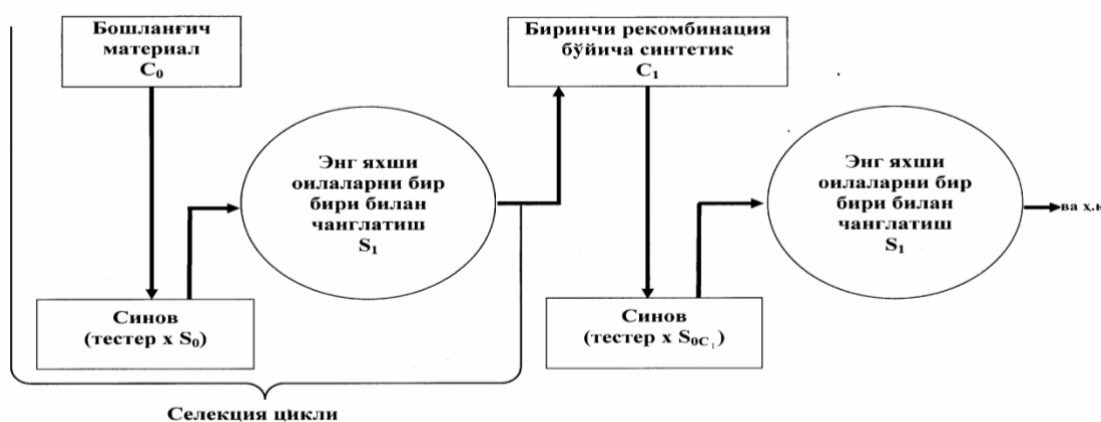 Бошланғич
материал
C₀
Биринчи рекомбинация
бўйича синтетик
C₁
Энг яхши
оилаларни бир
бири билан
чанглатиш
S₁
Энг яхши
оилаларни бир
бири билан
чанглатиш
S₁
ва ҳ.к
Синов
(тестер х S₀)
Синов
(тестер х S₀C₁)
Селекция цикли